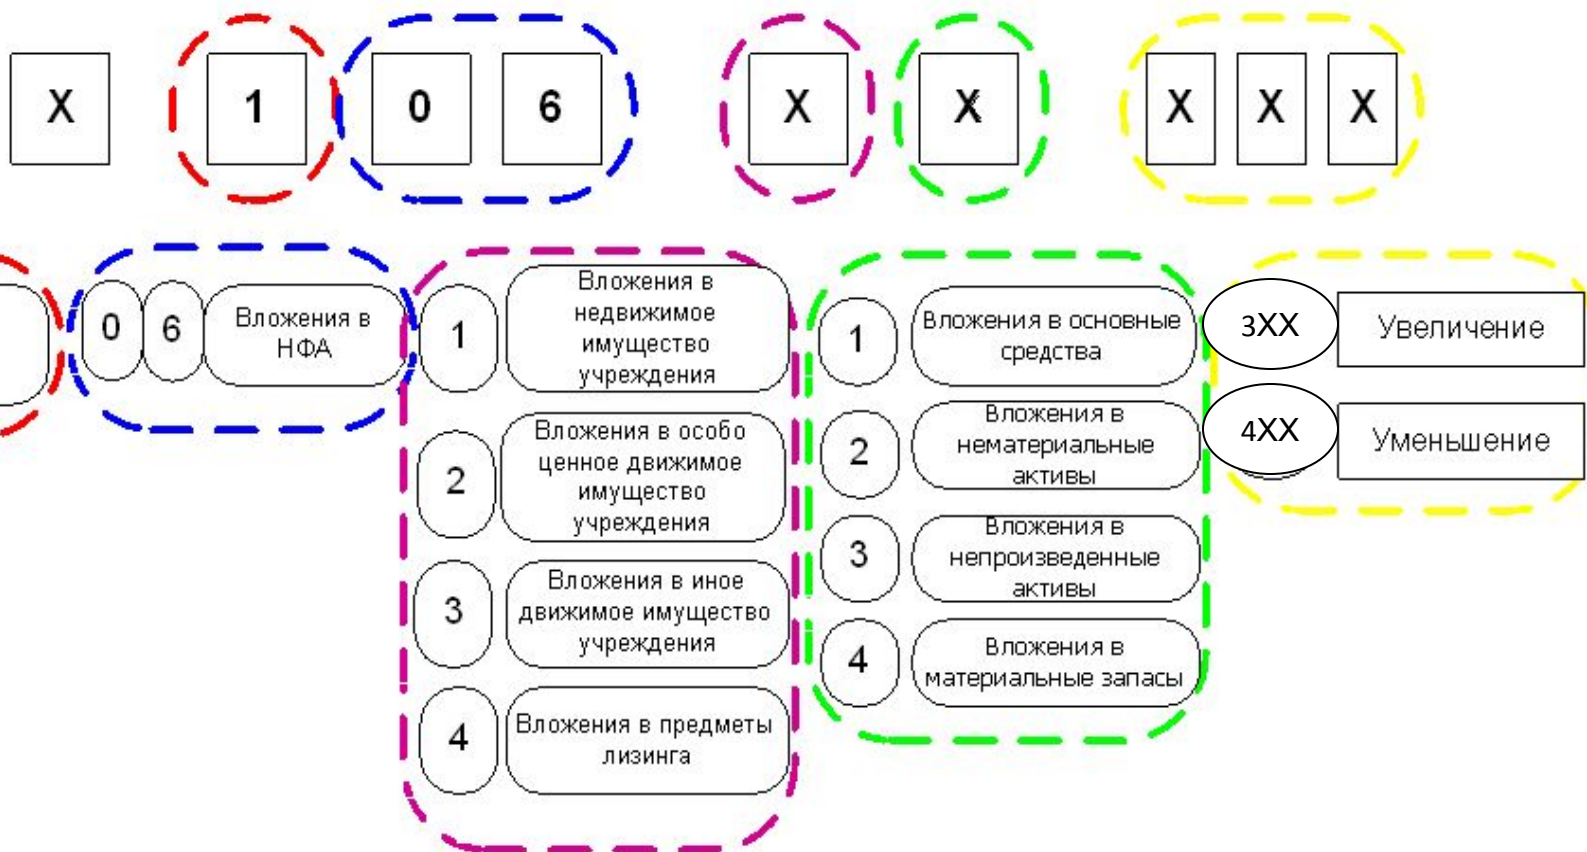 X 1 0 6 X X X X X
0 6 Вложения в
НФА
1 Вложения в
недвижимое
имущество
учреждения
2 Вложения в особо
ценное движимое
имущество
учреждения
3 Вложения в иное
движимое имущество
учреждения
4 Вложения в предметы
лизинга
1 Вложения в основные
средства
2 Вложения в
нематериальные
активы
3 Вложения в
непроизведенные
активы
4 Вложения в
материальные запасы
3XX Увеличение
4XX Уменьшение